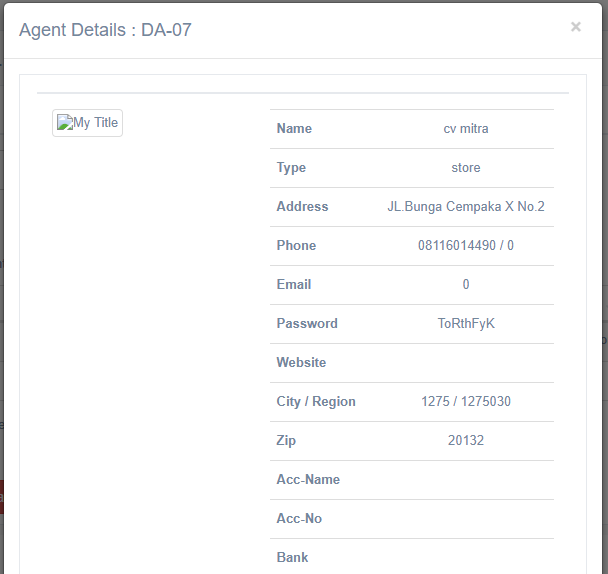 Agent Details : DA-07
×
My Title
Name cv mitra
Type store
Address JL.Bunga Cempaka X No.2
Phone 08116014490 / 0
Email 0
Password ToRthFyK
Website
City / Region 1275 / 1275030
Zip 20132
Acc-Name
Acc-No
Bank